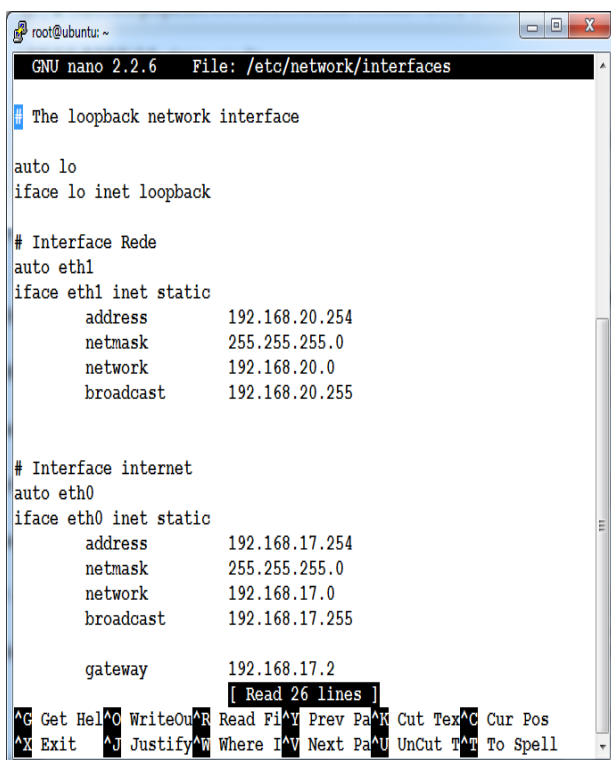 root@ubuntu: ~
GNU nano 2.2.6 File: /etc/network/interfaces
# The loopback network interface
auto lo
iface lo inet loopback
# Interface Rede
auto eth1
iface eth1 inet static
address 192.168.20.254
netmask 255.255.255.0
network 192.168.20.0
broadcast 192.168.20.255
# Interface internet
auto eth0
iface eth0 inet static
address 192.168.17.254
netmask 255.255.255.0
network 192.168.17.0
broadcast 192.168.17.255
gateway 192.168.17.2
[ Read 26 lines ]
^G Get Hel^O WriteOu^R Read Fi^Y Prev Pa^K Cut Tex^C Cur Pos
^X Exit ^J Justify^W Where I^V Next Pa^U UnCut T^T To Spell